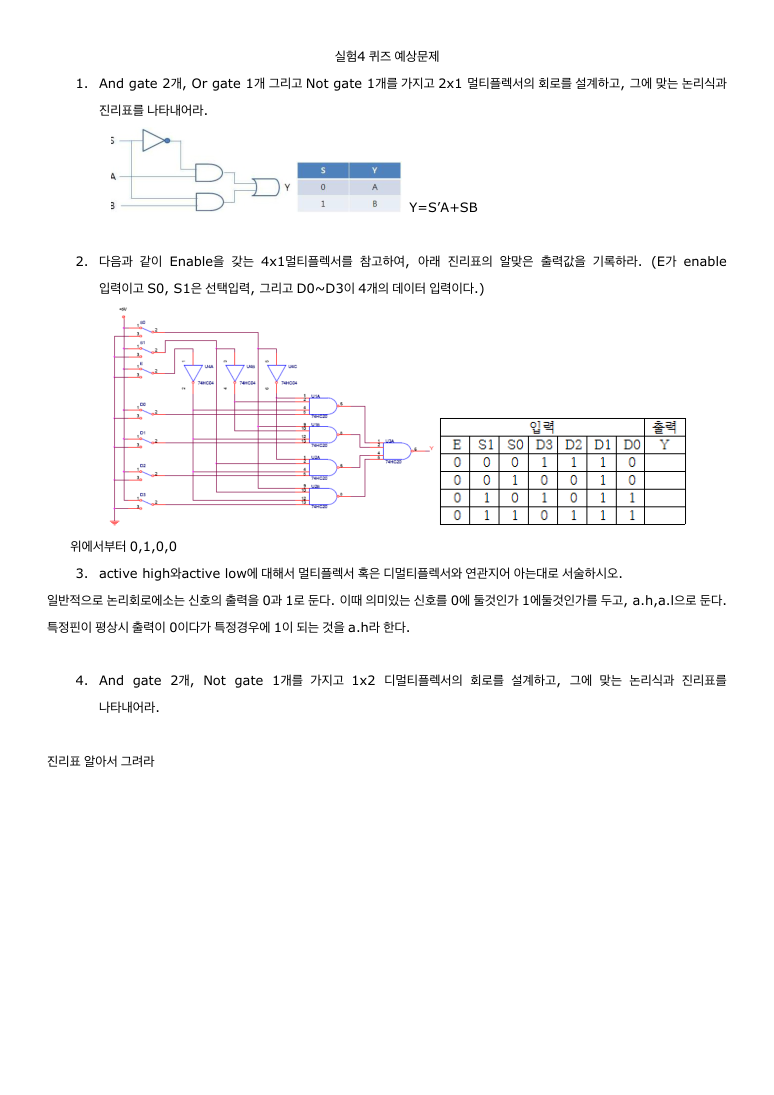 실험4 퀴즈 예상문제
1. And gate 2개, Or gate 1개 그리고 Not gate 1개를 가지고 2x1 멀티플렉서의 회로를 설계하고, 그에 맞는 논리식과
진리표를 나타내어라.
S
A
B
Y
S Y
0 A
1 B
Y=S’A+SB
2. 다음과 같이 Enable을 갖는 4x1멀티플렉서를 참고하여, 아래 진리표의 알맞은 출력값을 기록하라. (E가 enable
입력이고 S0, S1은 선택입력, 그리고 D0~D3이 4개의 데이터 입력이다.)
S1
E
D0
D1
D2
D3
74HC04 74HC04 74HC04
U1A
74HC20
U1B
74HC20
U2A
74HC20
U2B
74HC20
U3A
74HC20
Y
입력 출력
E S1 S0 D3 D2 D1 D0 Y
0 0 0 1 1 1 0
0 0 1 0 0 1 0
0 1 0 1 0 1 1
0 1 1 0 1 1 1
위에서부터 0,1,0,0
3. active high와active low에 대해서 멀티플렉서 혹은 디멀티플렉서와 연관지어 아는대로 서술하시오.
일반적으로 논리회로에소는 신호의 출력을 0과 1로 둔다. 이때 의미있는 신호를 0에 둘것인가 1에둘것인가를 두고, a.h,a.l으로 둔다.
특정핀이 평상시 출력이 0이다가 특정경우에 1이 되는 것을 a.h라 한다.
4. And gate 2개, Not gate 1개를 가지고 1x2 디멀티플렉서의 회로를 설계하고, 그에 맞는 논리식과 진리표를
나타내어라.
진리표 알아서 그려라